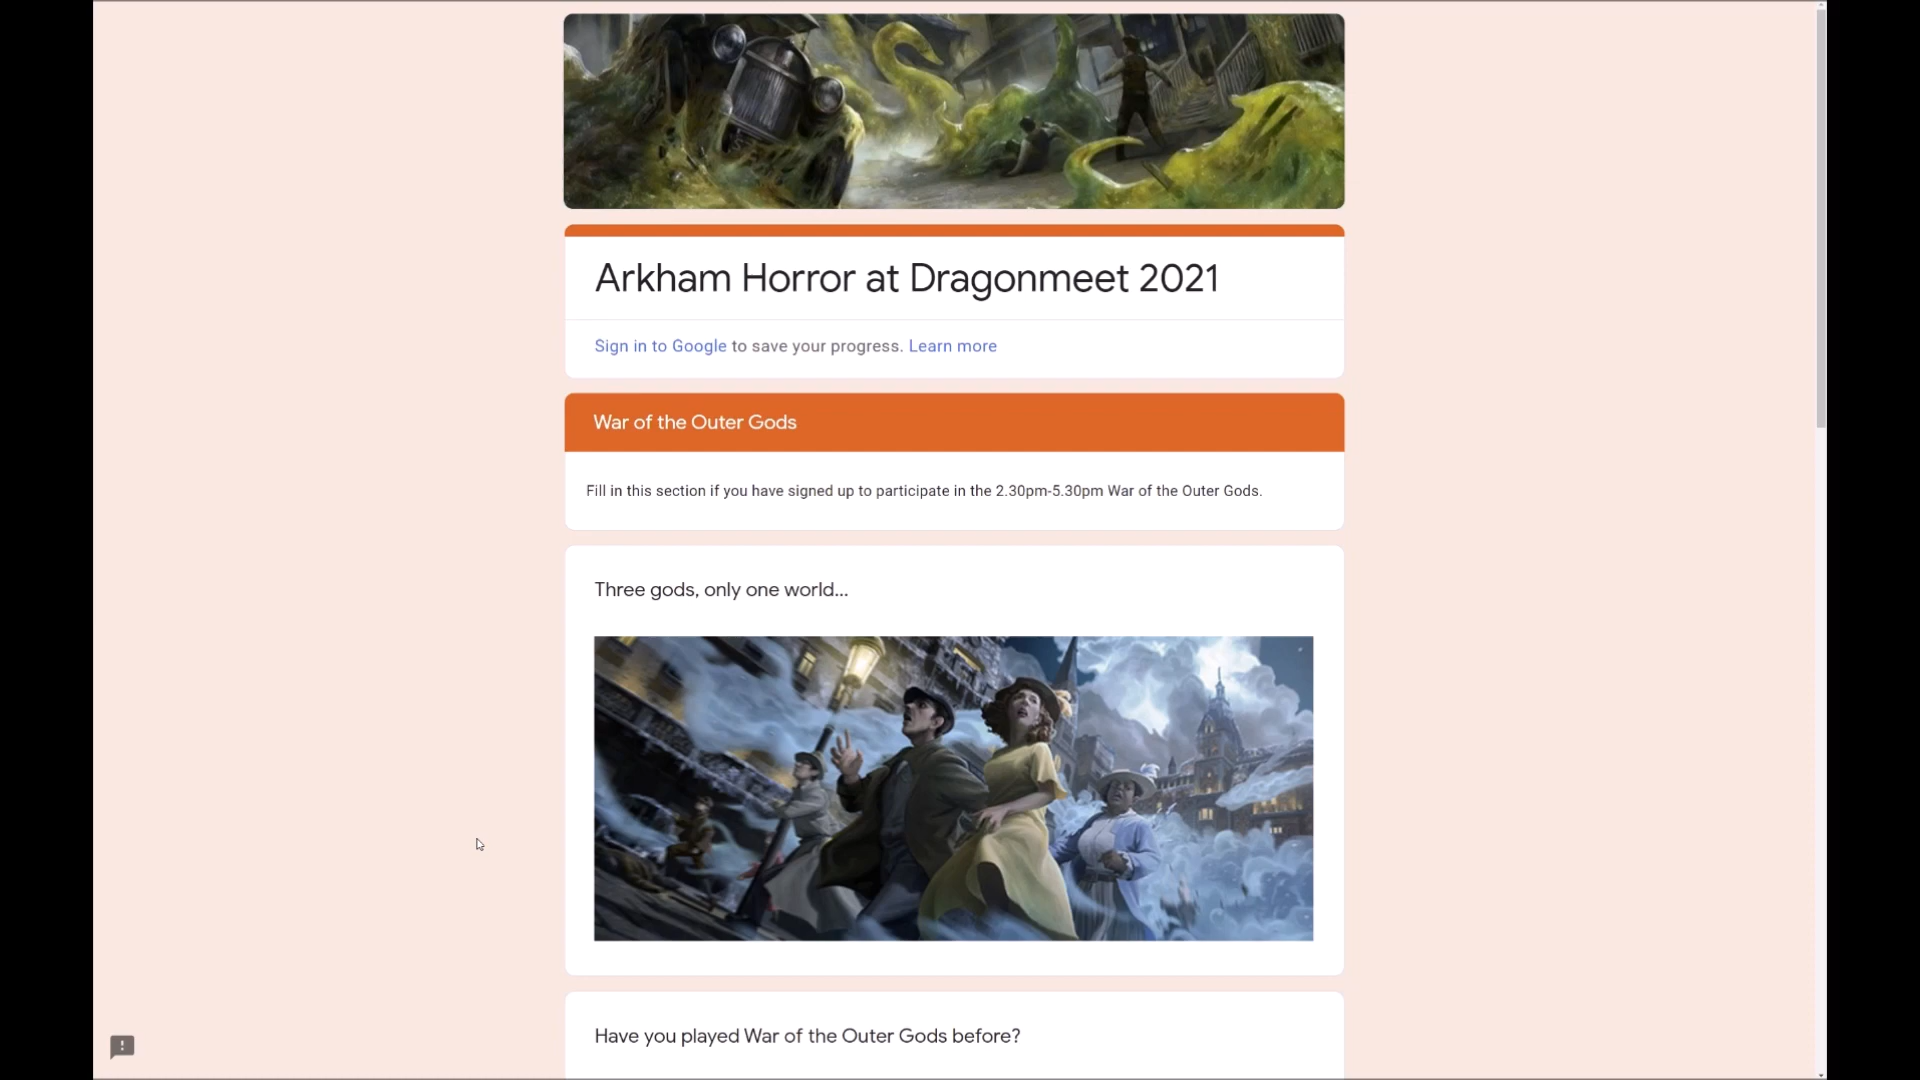 Arkham Horror at Dragonmeet 2021
Sign in to Google to save your progress. Learn more
War of the Outer Gods
Fill in this section if you have signed up to participate in the 2.30pm-5.30pm War of the Outer Gods.
Three gods, only one world...
Have you played War of the Outer Gods before?